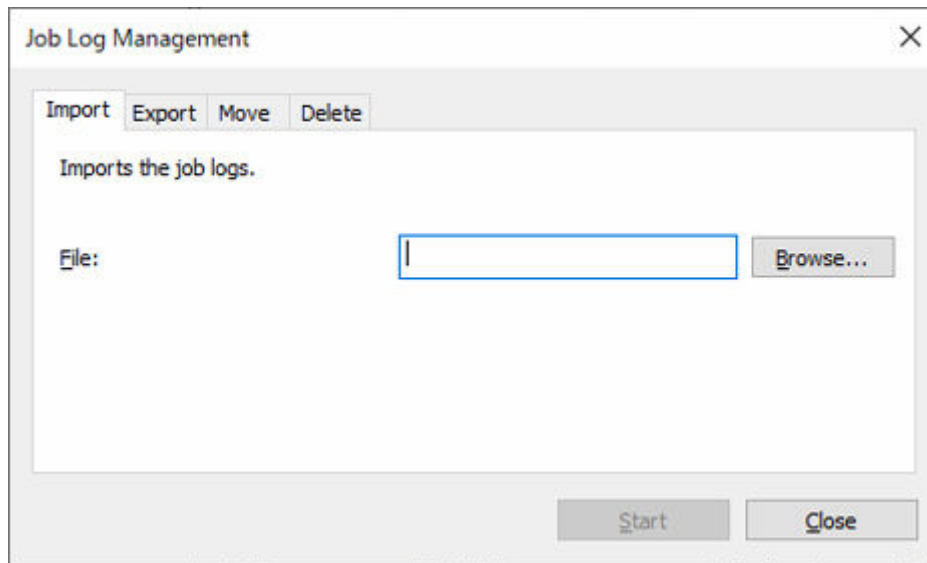 Job Log Management
Import Export Move Delete
Imports the job logs.
File: Browse...
Start Close